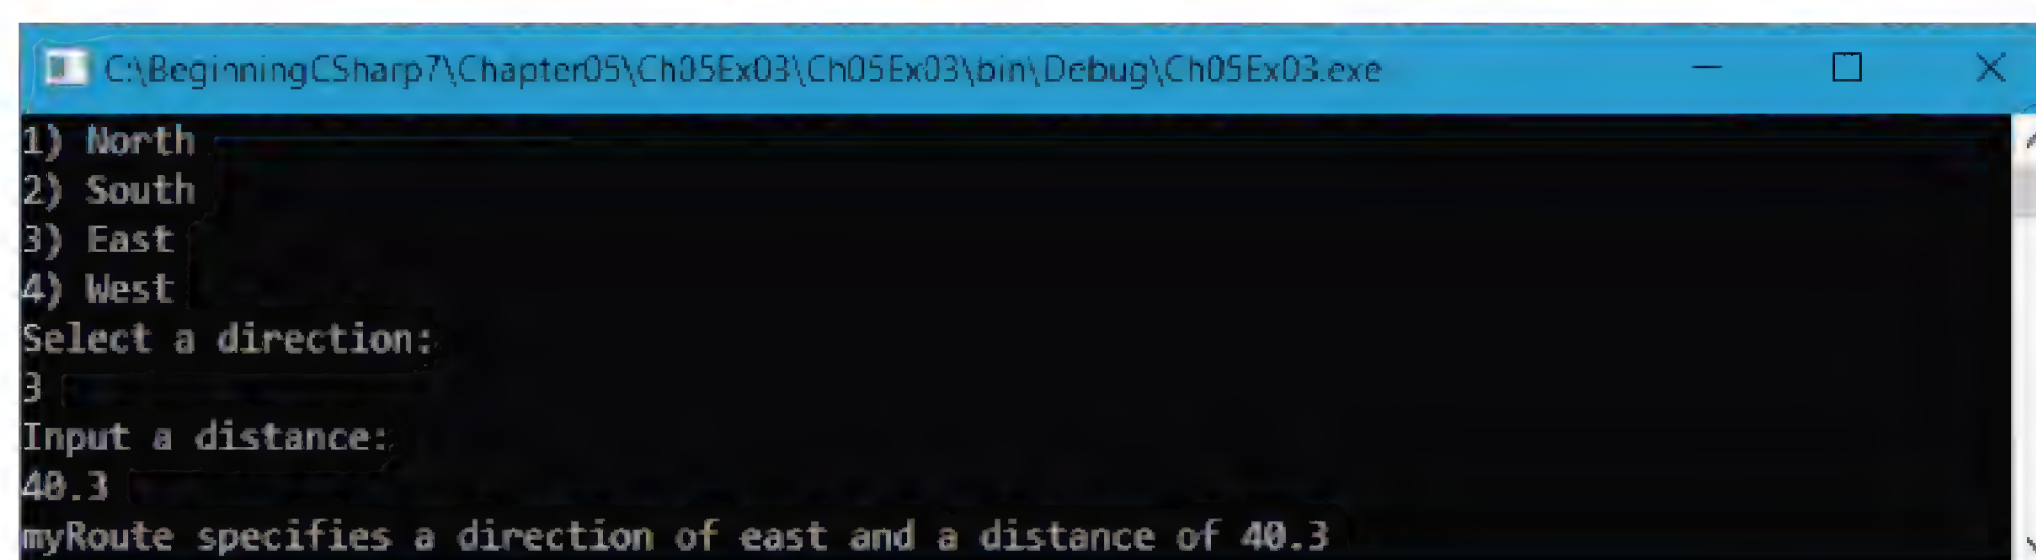 C:\BeginningCSharp7\Chapter05\Ch05Ex03\Ch05Ex03\bin\Debug\Ch05Ex03.exe
1) North
2) South
3) East
4) West
Select a direction:
3
Input a distance:
40.3
myRoute specifies a direction of east and a distance of 40.3